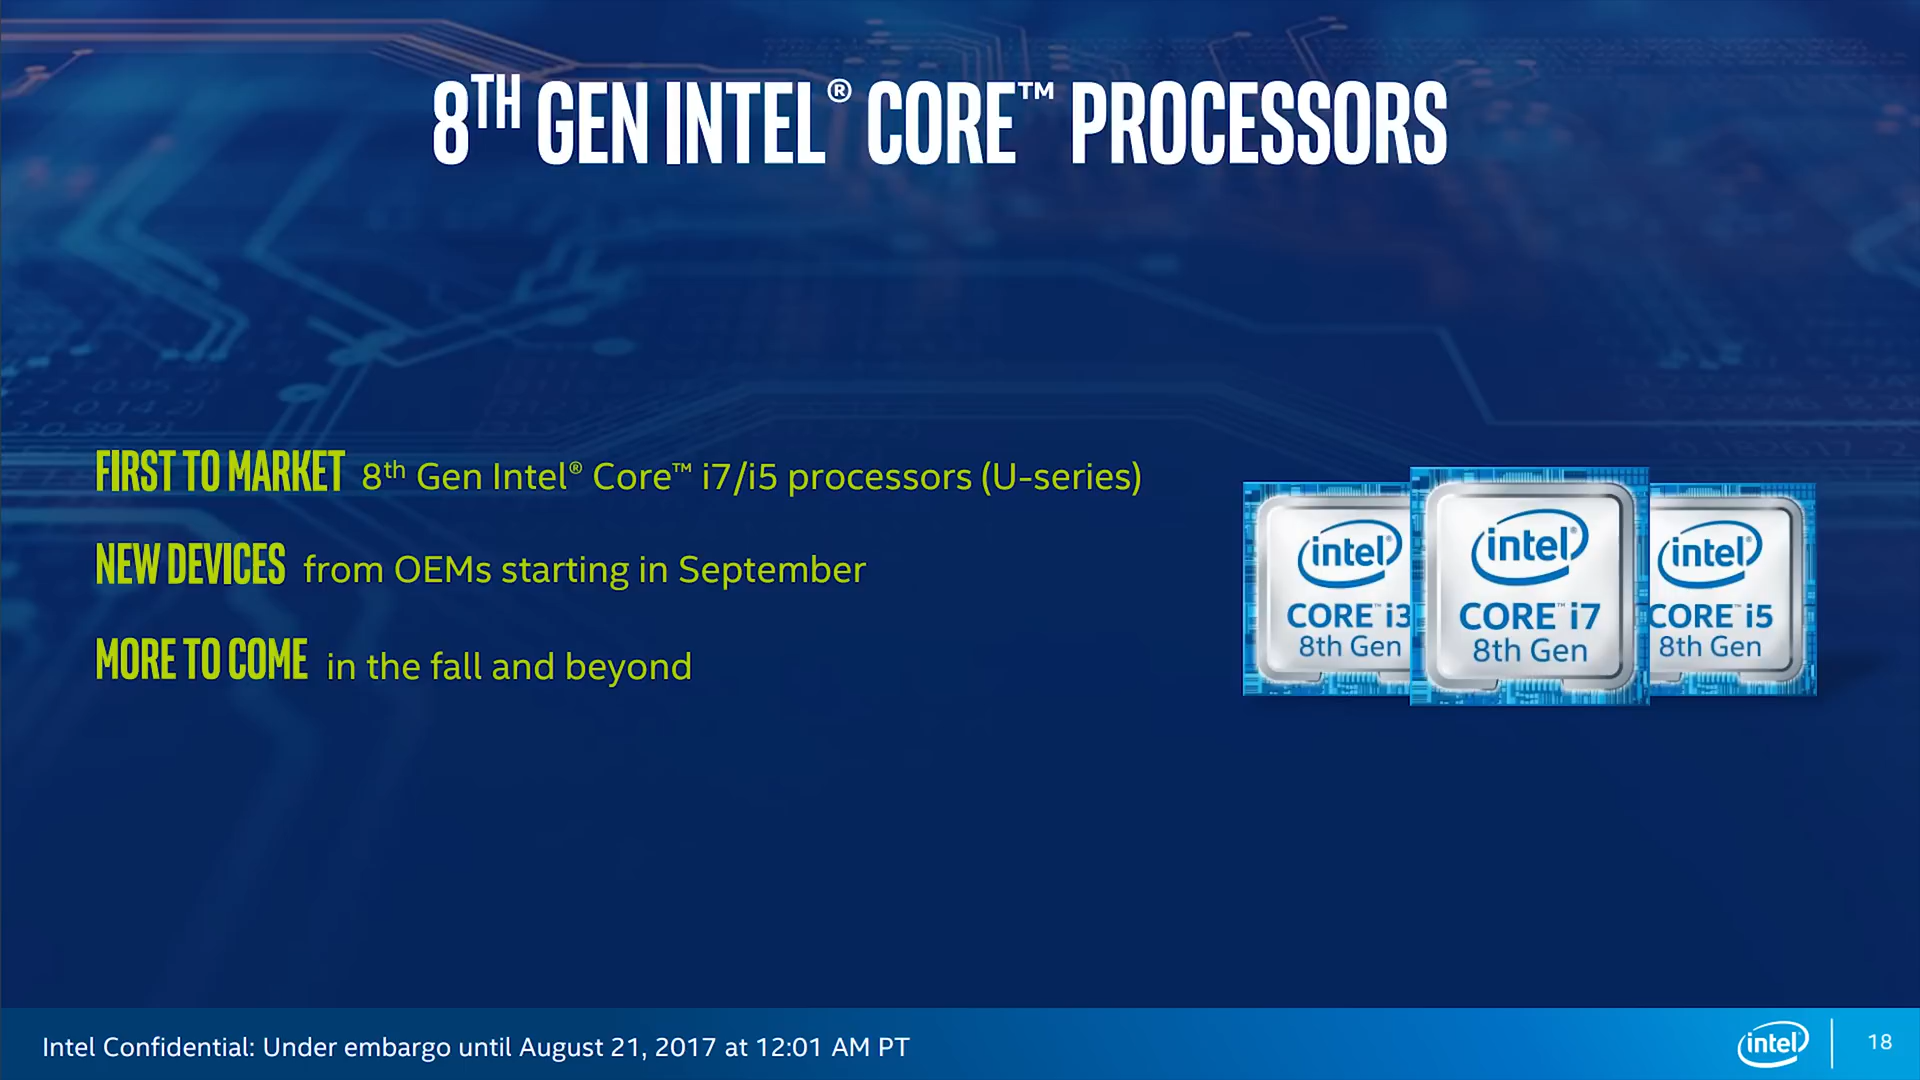 8TH GEN INTEL® CORE™ PROCESSORS
FIRST TO MARKET 8th Gen Intel® Core™ i7/i5 processors (U-series)
NEW DEVICES from OEMs starting in September
MORE TO COME in the fall and beyond
intel®
CORE™ i3
8th Gen
intel®
CORE™ i7
8th Gen
intel®
CORE™ i5
8th Gen
Intel Confidential: Under embargo until August 21, 2017 at 12:01 AM PT
intel®
18